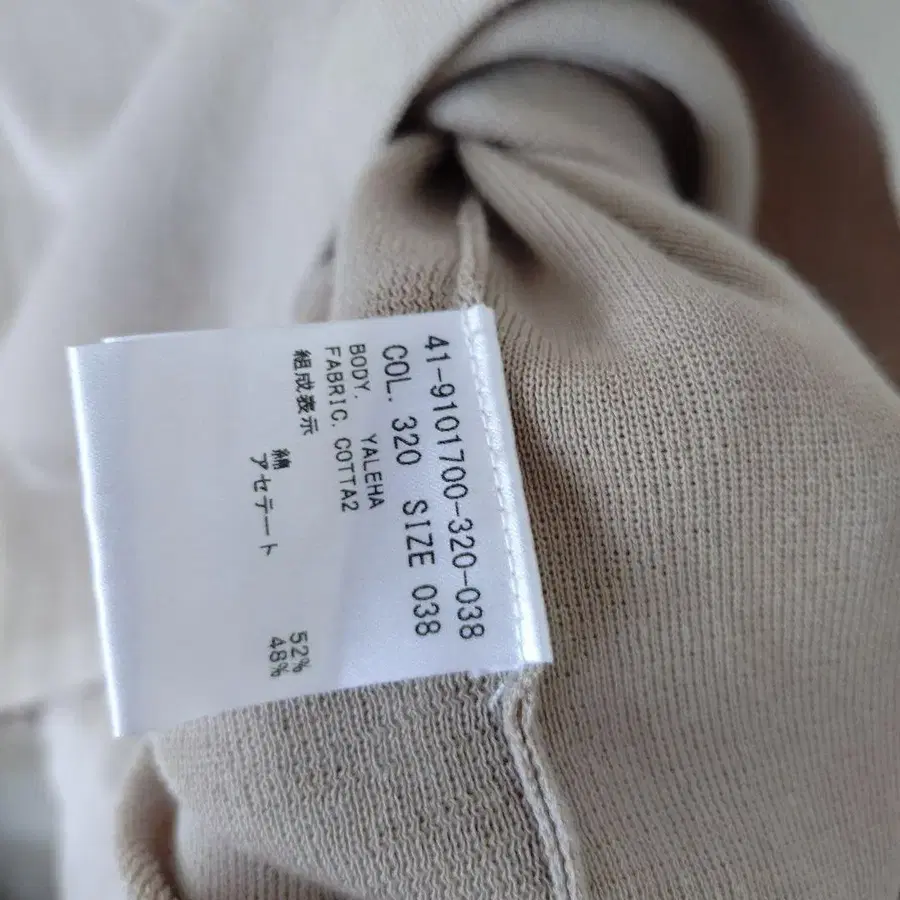 41-9101700-320-038
COL. 320 SIZE 038
BODY. YALEHA
FABRIC. COTTA2
組成表示
綿 52%
アセテート 48%